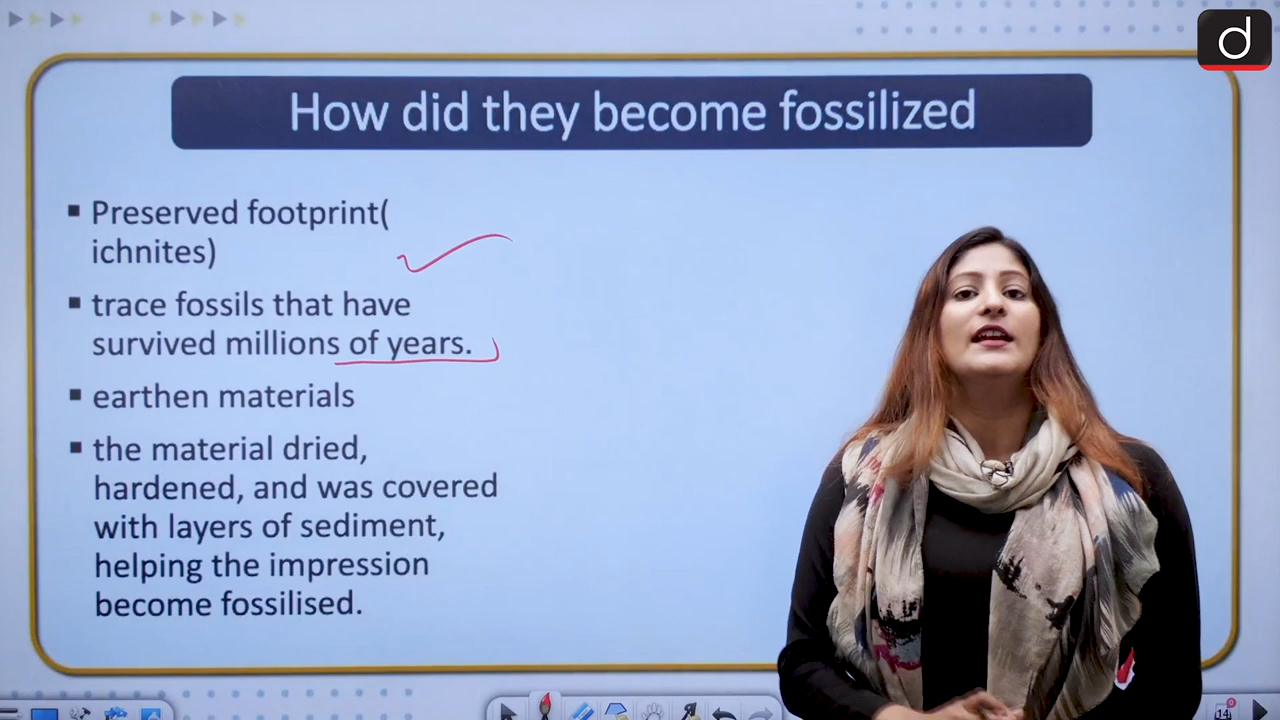 d
How did they become fossilized
▪ Preserved footprint(
ichnites)
▪ trace fossils that have
survived millions of years.
▪ earthen materials
▪ the material dried,
hardened, and was covered
with layers of sediment,
helping the impression
become fossilised.
14